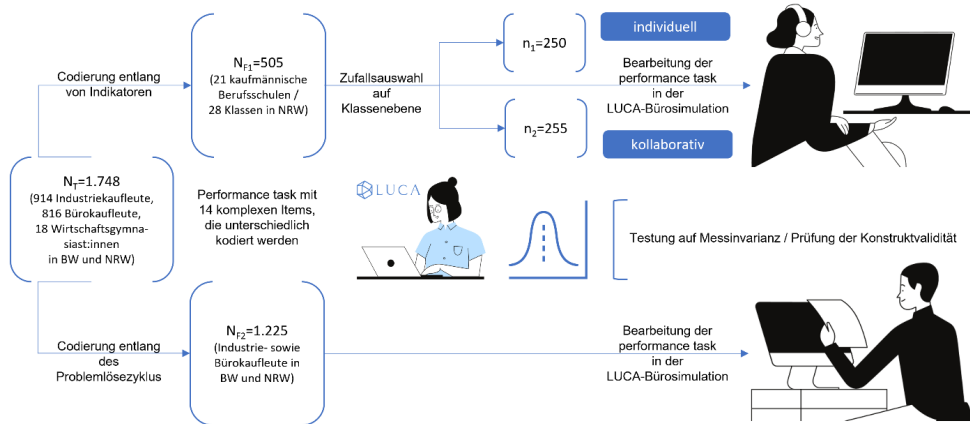 Codierung entlang
von Indikatoren
N_F1=505
(21 kaufmännische
Berufsschulen /
28 Klassen in NRW)
Zufallsauswahl
auf
Klassenebene
n₁=250
individuell
n₂=255
kollaborativ
Bearbeitung der
performance task
in der
LUCA-Bürosimulation
N_T=1.748
(914 Industriekaufleute,
816 Bürokaufleute,
18 Wirtschaftsgymna-
siast:innen
in BW und NRW)
Performance task mit
14 komplexen Items,
die unterschiedlich
kodiert werden
LUCA
Testung auf Messinvarianz / Prüfung der Konstruktvalidität
Codierung entlang
des
Problemlösezyklus
N_F2=1.225
(Industrie- sowie
Bürokaufleute in
BW und NRW)
Bearbeitung der
performance task
in der
LUCA-Bürosimulation